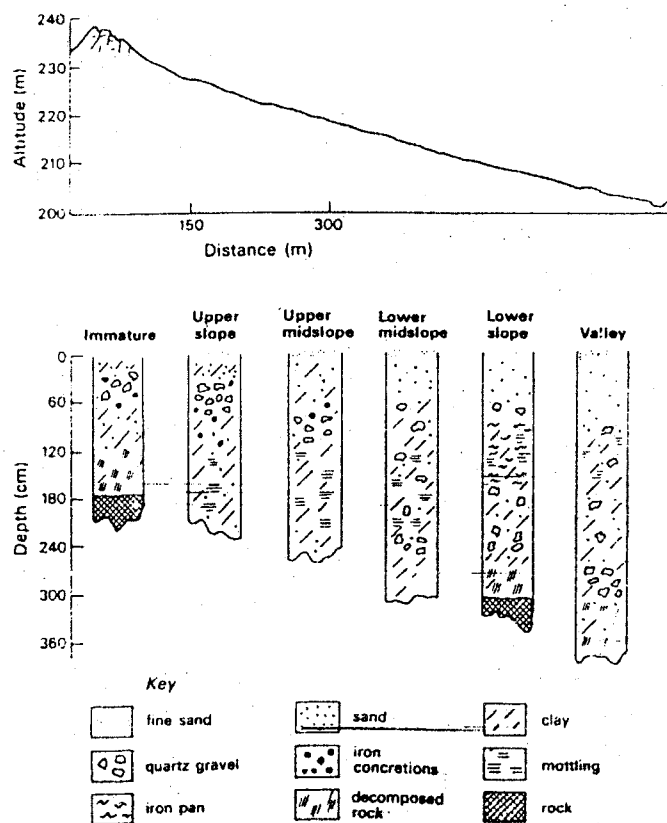 240
230
220
210
200
Altitude (m)
150
300
Distance (m)
Immature
Upper slope
Upper midslope
Lower midslope
Lower slope
Valley
0
60
120
180
240
300
360
Depth (cm)
Key
fine sand
sand
clay
quartz gravel
iron concretions
mottling
iron pan
decomposed rock
rock